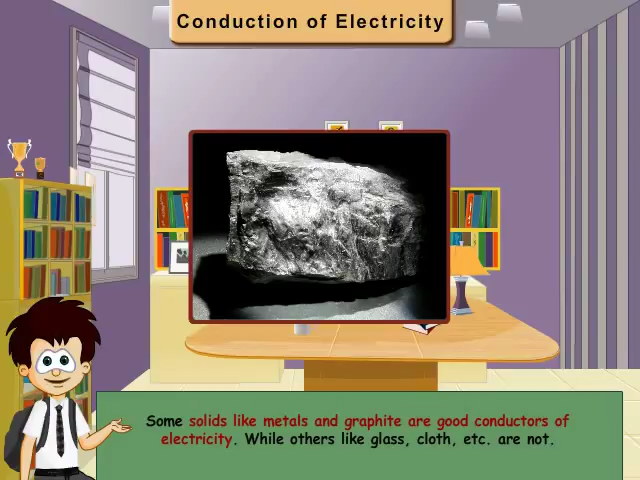 Conduction of Electricity
Some solids like metals and graphite are good conductors of
electricity. While others like glass, cloth, etc. are not.